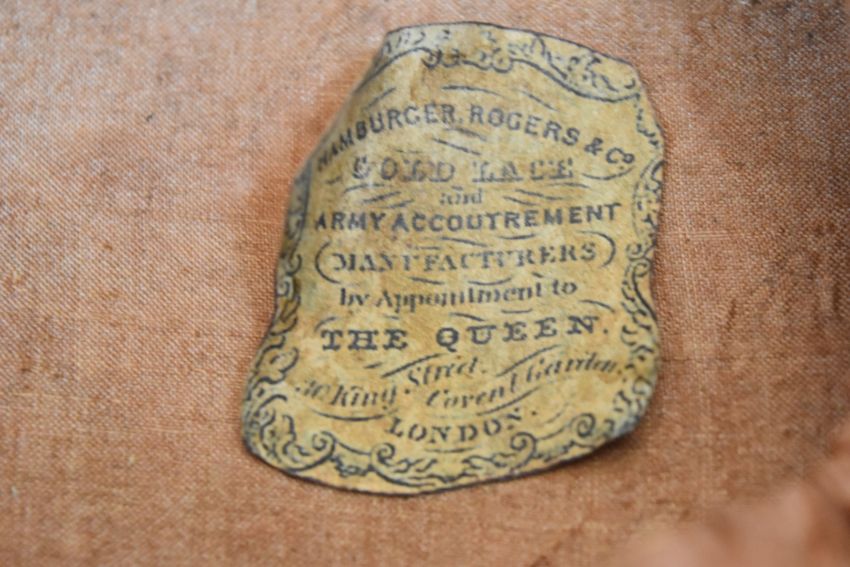 HAMBURGER, ROGERS & Co
GOLD LACE
and
ARMY ACCOUTREMENT
(MANUFACTURERS)
by Appointment to
THE QUEEN.
30 King Street.
Covent Garden,
LONDON.